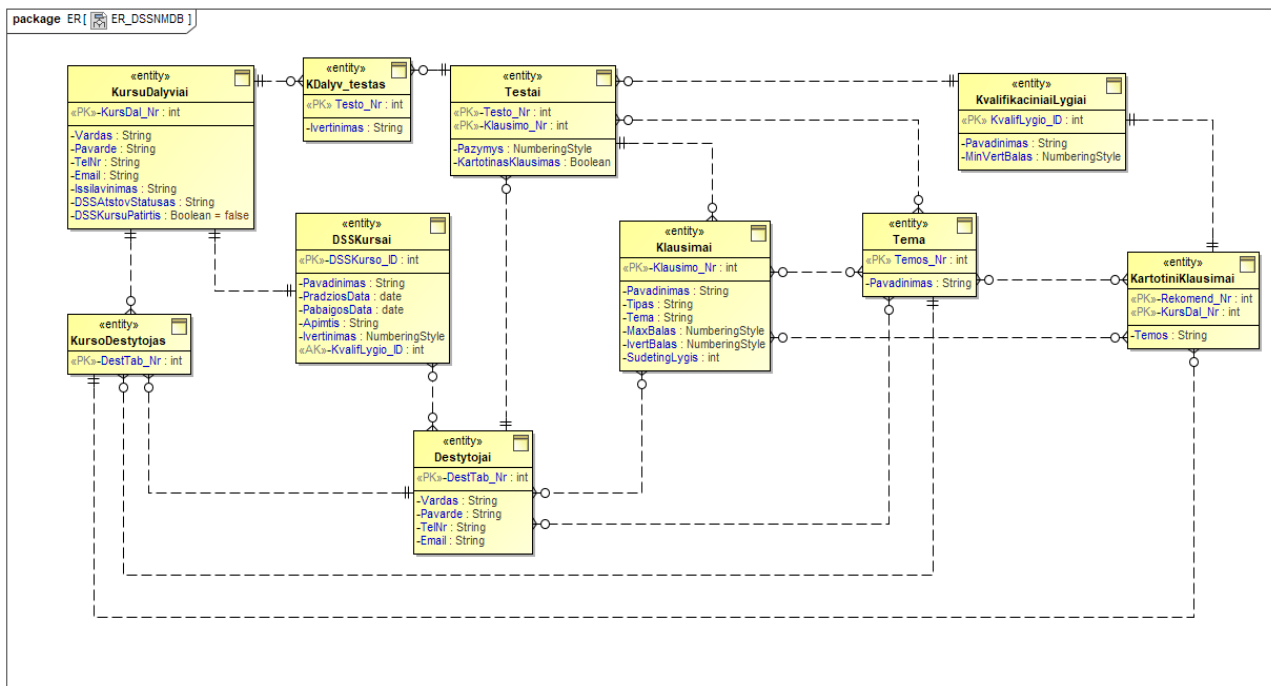 package ER[ ER_DSSNMDB ]
«entity»
KursuDalyviai
«PK»-KursDal_Nr : int
-Vardas : String
-Pavarde : String
-TelNr : String
-Email : String
-Issilavinimas : String
-DSSAtstovStatusas : String
-DSSKursuPatirtis : Boolean = false
«entity»
KDalyv_testas
«PK» Testo_Nr : int
-Ivertinimas : String
«entity»
Testai
«PK»-Testo_Nr : int
«PK»-Klausimo_Nr : int
-Pazymys : NumberingStyle
-KartotinasKlausimas : Boolean
«entity»
KvalifikaciniaiLygiai
«PK» KvalifLygio_ID : int
-Pavadinimas : String
-MinVertBalas : NumberingStyle
«entity»
DSSKursai
«PK»-DSSKurso_ID : int
-Pavadinimas : String
-PradziosData : date
-PabaigosData : date
-Apimtis : String
-Ivertinimas : NumberingStyle
«AK»-KvalifLygio_ID : int
«entity»
Klausimai
«PK»-Klausimo_Nr : int
-Pavadinimas : String
-Tipas : String
-Tema : String
-MaxBalas : NumberingStyle
-IvertBalas : NumberingStyle
-SudetingLygis : int
«entity»
Tema
«PK» Temos_Nr : int
-Pavadinimas : String
«entity»
KartotiniKlausimai
«PK»-Rekomend_Nr : int
«PK»-KursDal_Nr : int
-Temos : String
«entity»
KursoDestytojas
«PK»-DestTab_Nr : int
«entity»
Destytojai
«PK»-DestTab_Nr : int
-Vardas : String
-Pavarde : String
-TelNr : String
-Email : String